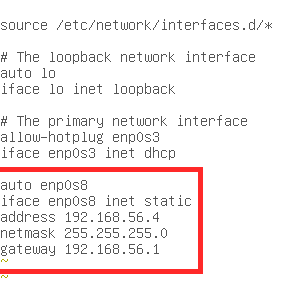 source /etc/network/interfaces.d/*
# The loopback network interface
auto lo
iface lo inet loopback
# The primary network interface
allow-hotplug enp0s3
iface enp0s3 inet dhcp
auto enp0s8
iface enp0s8 inet static
address 192.168.56.4
netmask 255.255.255.0
gateway 192.168.56.1
~
~